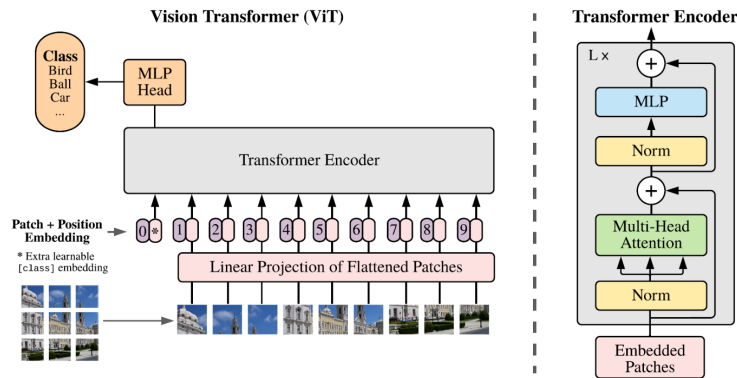 Vision Transformer (ViT)
Class
Bird
Ball
Car
...
MLP
Head
Transformer Encoder
Patch + Position
Embedding
0 * 1 2 3 4 5 6 7 8 9
* Extra learnable
[class] embedding
Linear Projection of Flattened Patches
Transformer Encoder
L ×
+
MLP
Norm
+
Multi-Head
Attention
Norm
Embedded
Patches